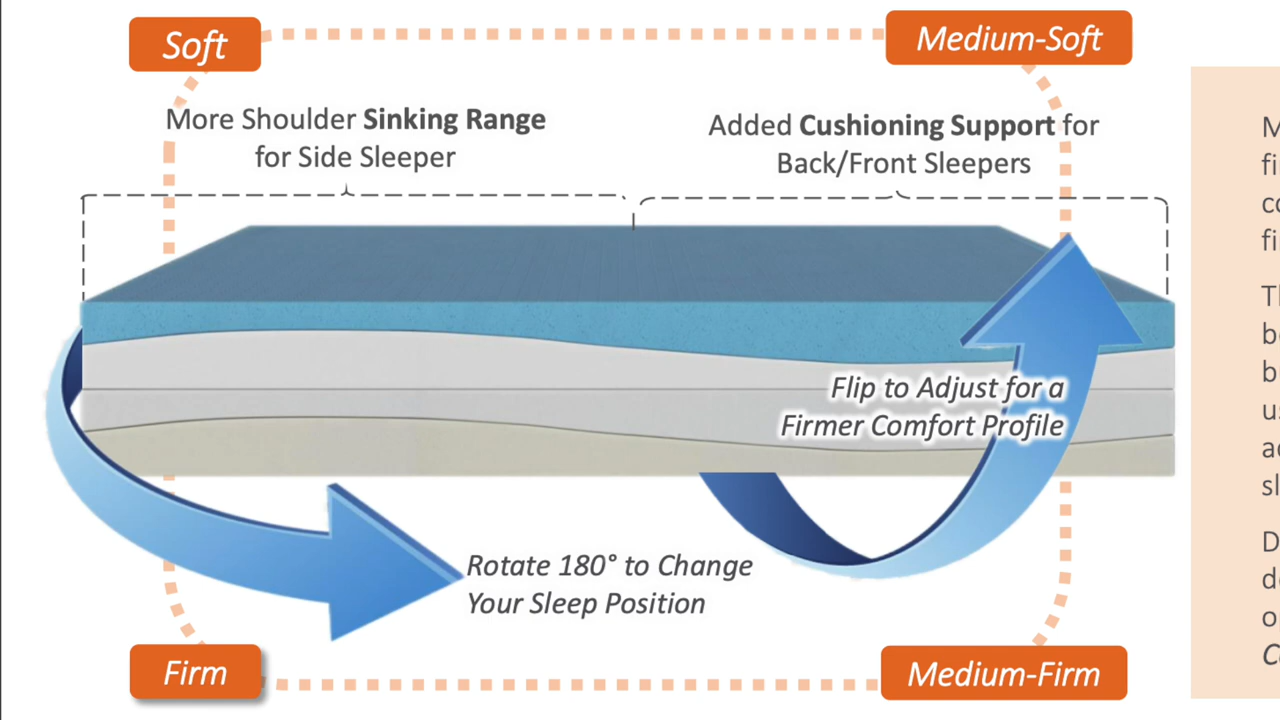 Soft
Medium-Soft
More Shoulder Sinking Range
for Side Sleeper
Added Cushioning Support for
Back/Front Sleepers
Flip to Adjust for a
Firmer Comfort Profile
Rotate 180° to Change
Your Sleep Position
Firm
Medium-Firm